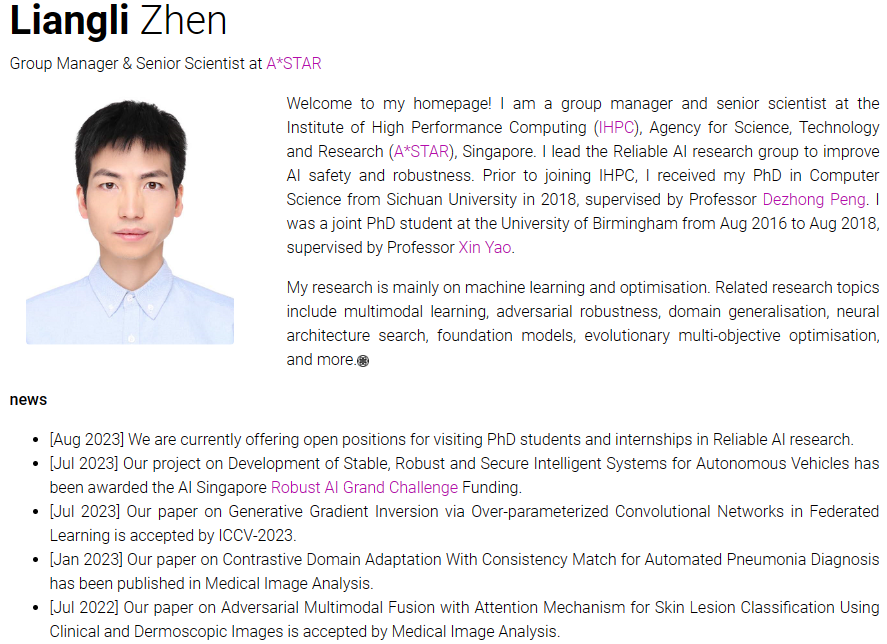 Liangli Zhen
Group Manager & Senior Scientist at A*STAR
Welcome to my homepage! I am a group manager and senior scientist at the
Institute of High Performance Computing (IHPC), Agency for Science, Technology
and Research (A*STAR), Singapore. I lead the Reliable AI research group to improve
AI safety and robustness. Prior to joining IHPC, I received my PhD in Computer
Science from Sichuan University in 2018, supervised by Professor Dezhong Peng. I
was a joint PhD student at the University of Birmingham from Aug 2016 to Aug 2018,
supervised by Professor Xin Yao.
My research is mainly on machine learning and optimisation. Related research topics
include multimodal learning, adversarial robustness, domain generalisation, neural
architecture search, foundation models, evolutionary multi-objective optimisation,
and more.
news
• [Aug 2023] We are currently offering open positions for visiting PhD students and internships in Reliable AI research.
• [Jul 2023] Our project on Development of Stable, Robust and Secure Intelligent Systems for Autonomous Vehicles has
been awarded the AI Singapore Robust AI Grand Challenge Funding.
• [Jul 2023] Our paper on Generative Gradient Inversion via Over-parameterized Convolutional Networks in Federated
Learning is accepted by ICCV-2023.
• [Jan 2023] Our paper on Contrastive Domain Adaptation With Consistency Match for Automated Pneumonia Diagnosis
has been published in Medical Image Analysis.
• [Jul 2022] Our paper on Adversarial Multimodal Fusion with Attention Mechanism for Skin Lesion Classification Using
Clinical and Dermoscopic Images is accepted by Medical Image Analysis.